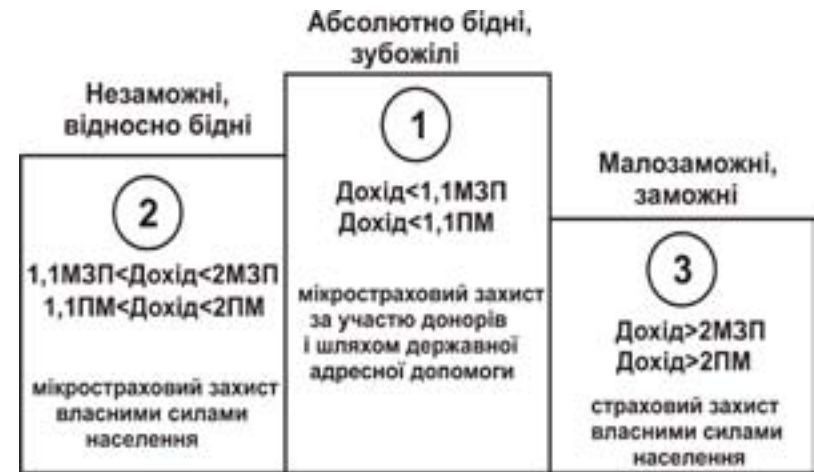 Абсолютно бідні,
зубожілі
1
Дохід<1,1МЗП
Дохід<1,1ПМ
мікростраховий захист
за участю донорів
і шляхом державної
адресної допомоги
Незаможні,
відносно бідні
2
1,1МЗП<Дохід<2МЗП
1,1ПМ<Дохід<2ПМ
мікростраховий захист
власними силами
населення
Малозаможні,
заможні
3
Дохід>2МЗП
Дохід>2ПМ
страховий захист
власними силами
населення